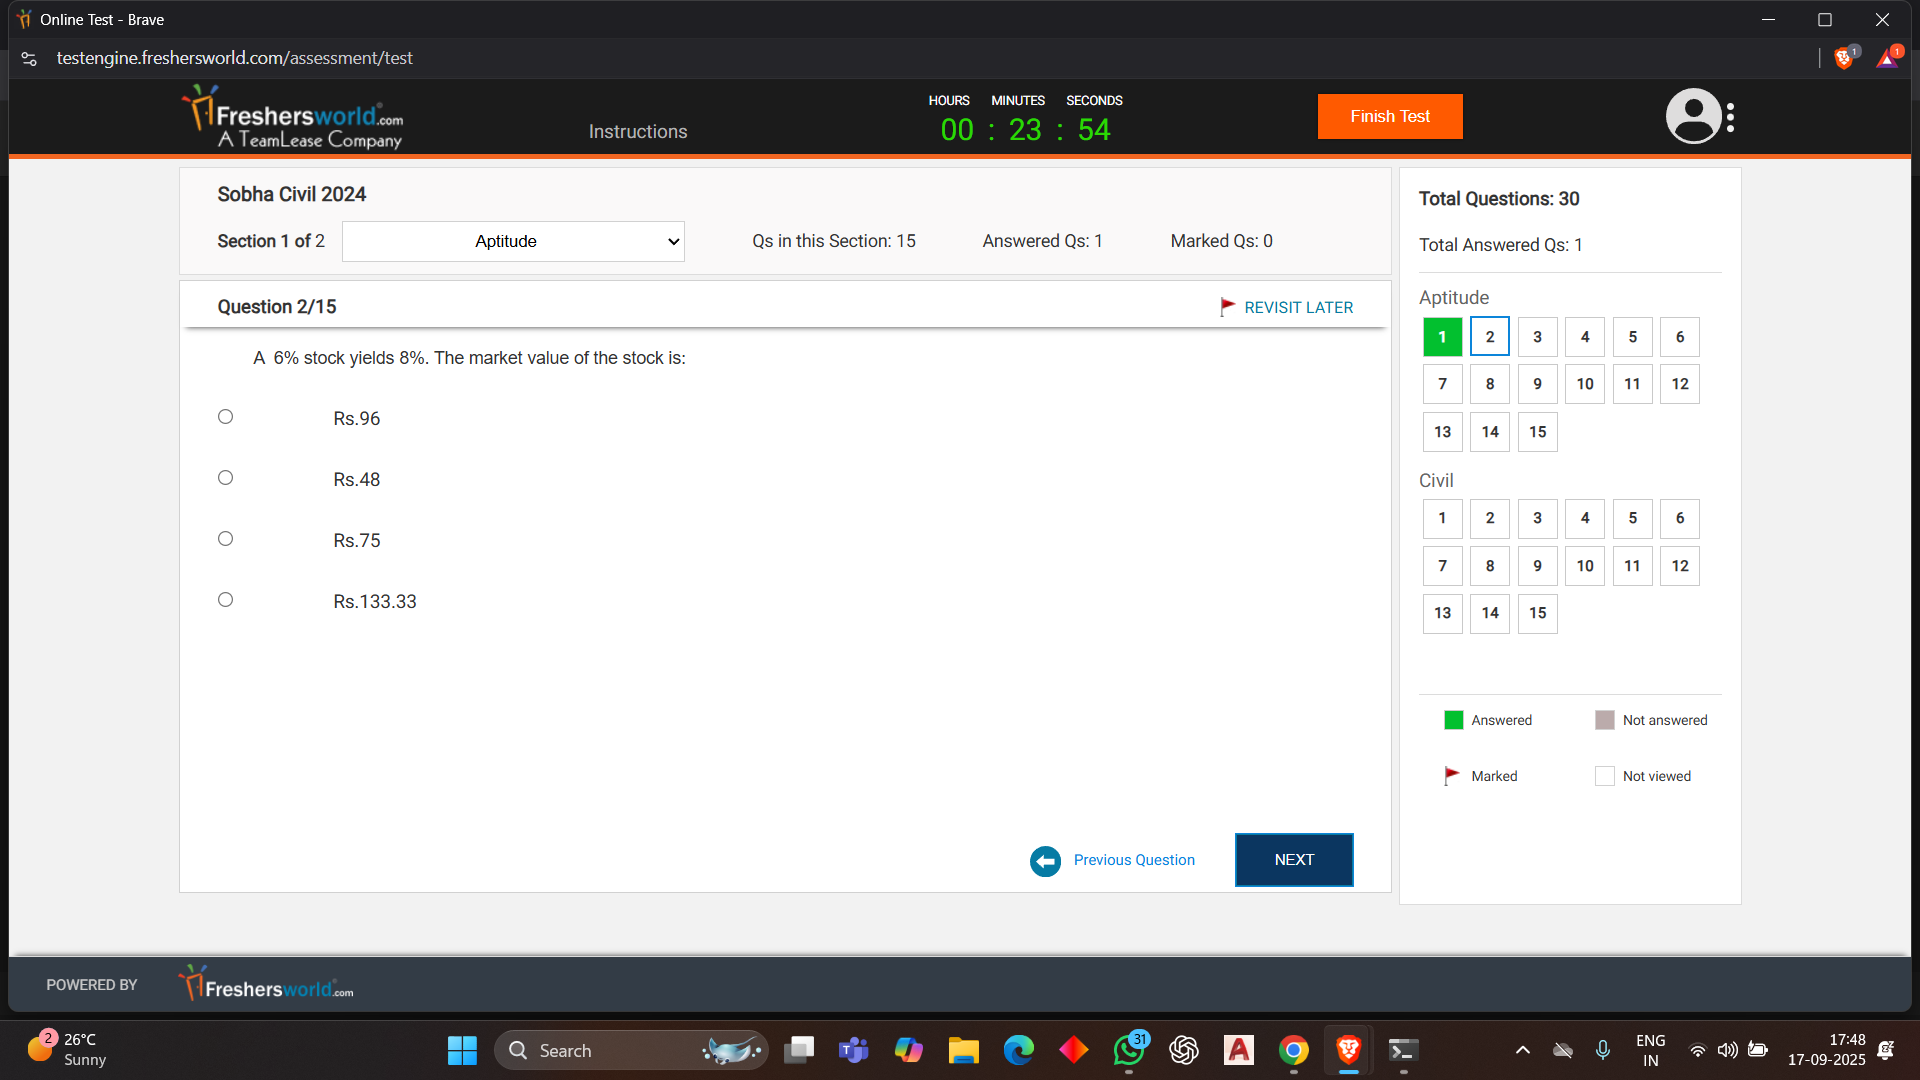 Online Test - Brave
testengine.freshersworld.com/assessment/test
1
1
Freshersworld.com
A TeamLease Company
Instructions
HOURS MINUTES SECONDS
00 : 23 : 54
Finish Test
Sobha Civil 2024
Section 1 of 2
Aptitude
Qs in this Section: 15
Answered Qs: 1
Marked Qs: 0
Question 2/15
REVISIT LATER
A 6% stock yields 8%. The market value of the stock is:
Rs.96
Rs.48
Rs.75
Rs.133.33
Previous Question
NEXT
Total Questions: 30
Total Answered Qs: 1
Aptitude
1 2 3 4 5 6
7 8 9 10 11 12
13 14 15
Civil
1 2 3 4 5 6
7 8 9 10 11 12
13 14 15
Answered
Not answered
Marked
Not viewed
POWERED BY
Freshersworld.com
2
26°C
Sunny
Search
31
ENG
IN
17:48
17-09-2025